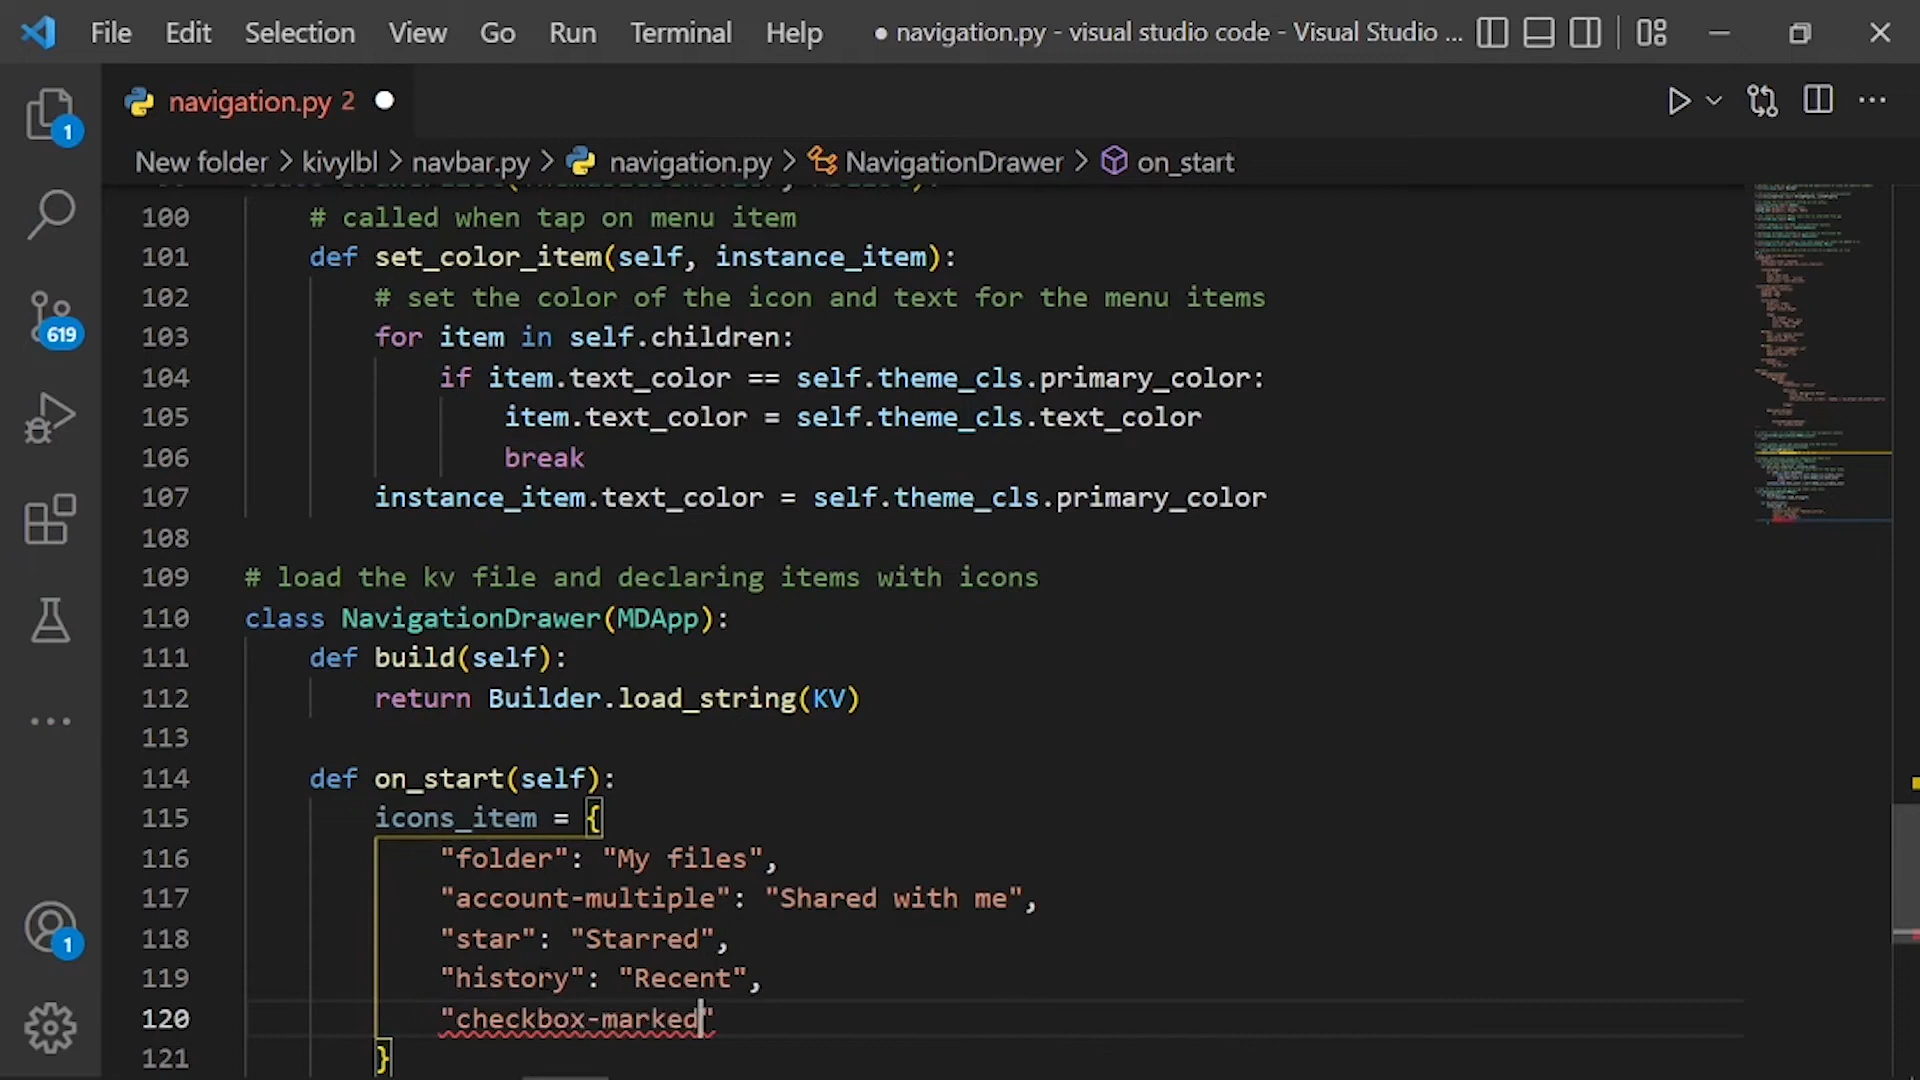 File Edit Selection View Go Run Terminal Help ● navigation.py - visual studio code - Visual Studio ...
navigation.py 2
1
New folder > kivylbl > navbar.py > navigation.py > NavigationDrawer > on_start
100 # called when tap on menu item
101 def set_color_item(self, instance_item):
102 # set the color of the icon and text for the menu items
103 for item in self.children:
619
104 if item.text_color == self.theme_cls.primary_color:
105 item.text_color = self.theme_cls.text_color
106 break
107 instance_item.text_color = self.theme_cls.primary_color
108
109 # load the kv file and declaring items with icons
110 class NavigationDrawer(MDApp):
111 def build(self):
112 return Builder.load_string(KV)
113
114 def on_start(self):
115 icons_item = {
116 "folder": "My files",
117 "account-multiple": "Shared with me",
118 "star": "Starred",
1
119 "history": "Recent",
120 "checkbox-marked"
121 }